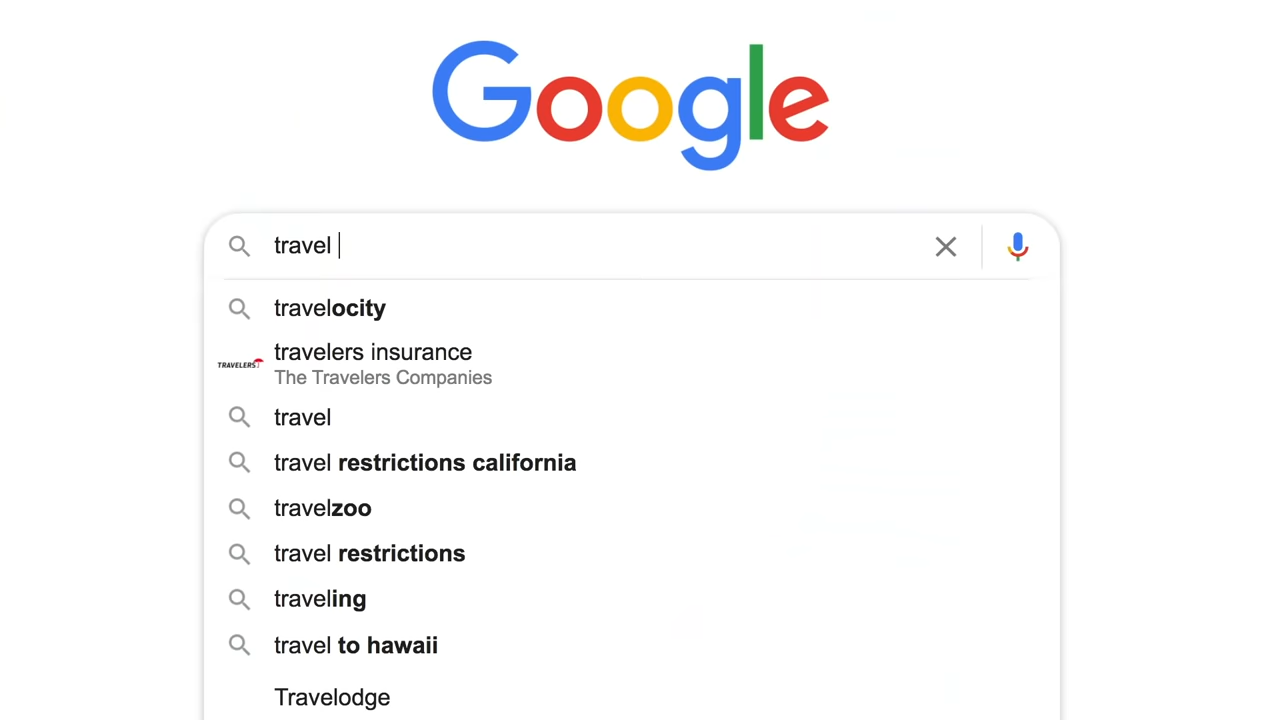 Google
travel
travelocity
TRAVELERS
travelers insurance
The Travelers Companies
travel
travel restrictions california
travelzoo
travel restrictions
traveling
travel to hawaii
Travelodge